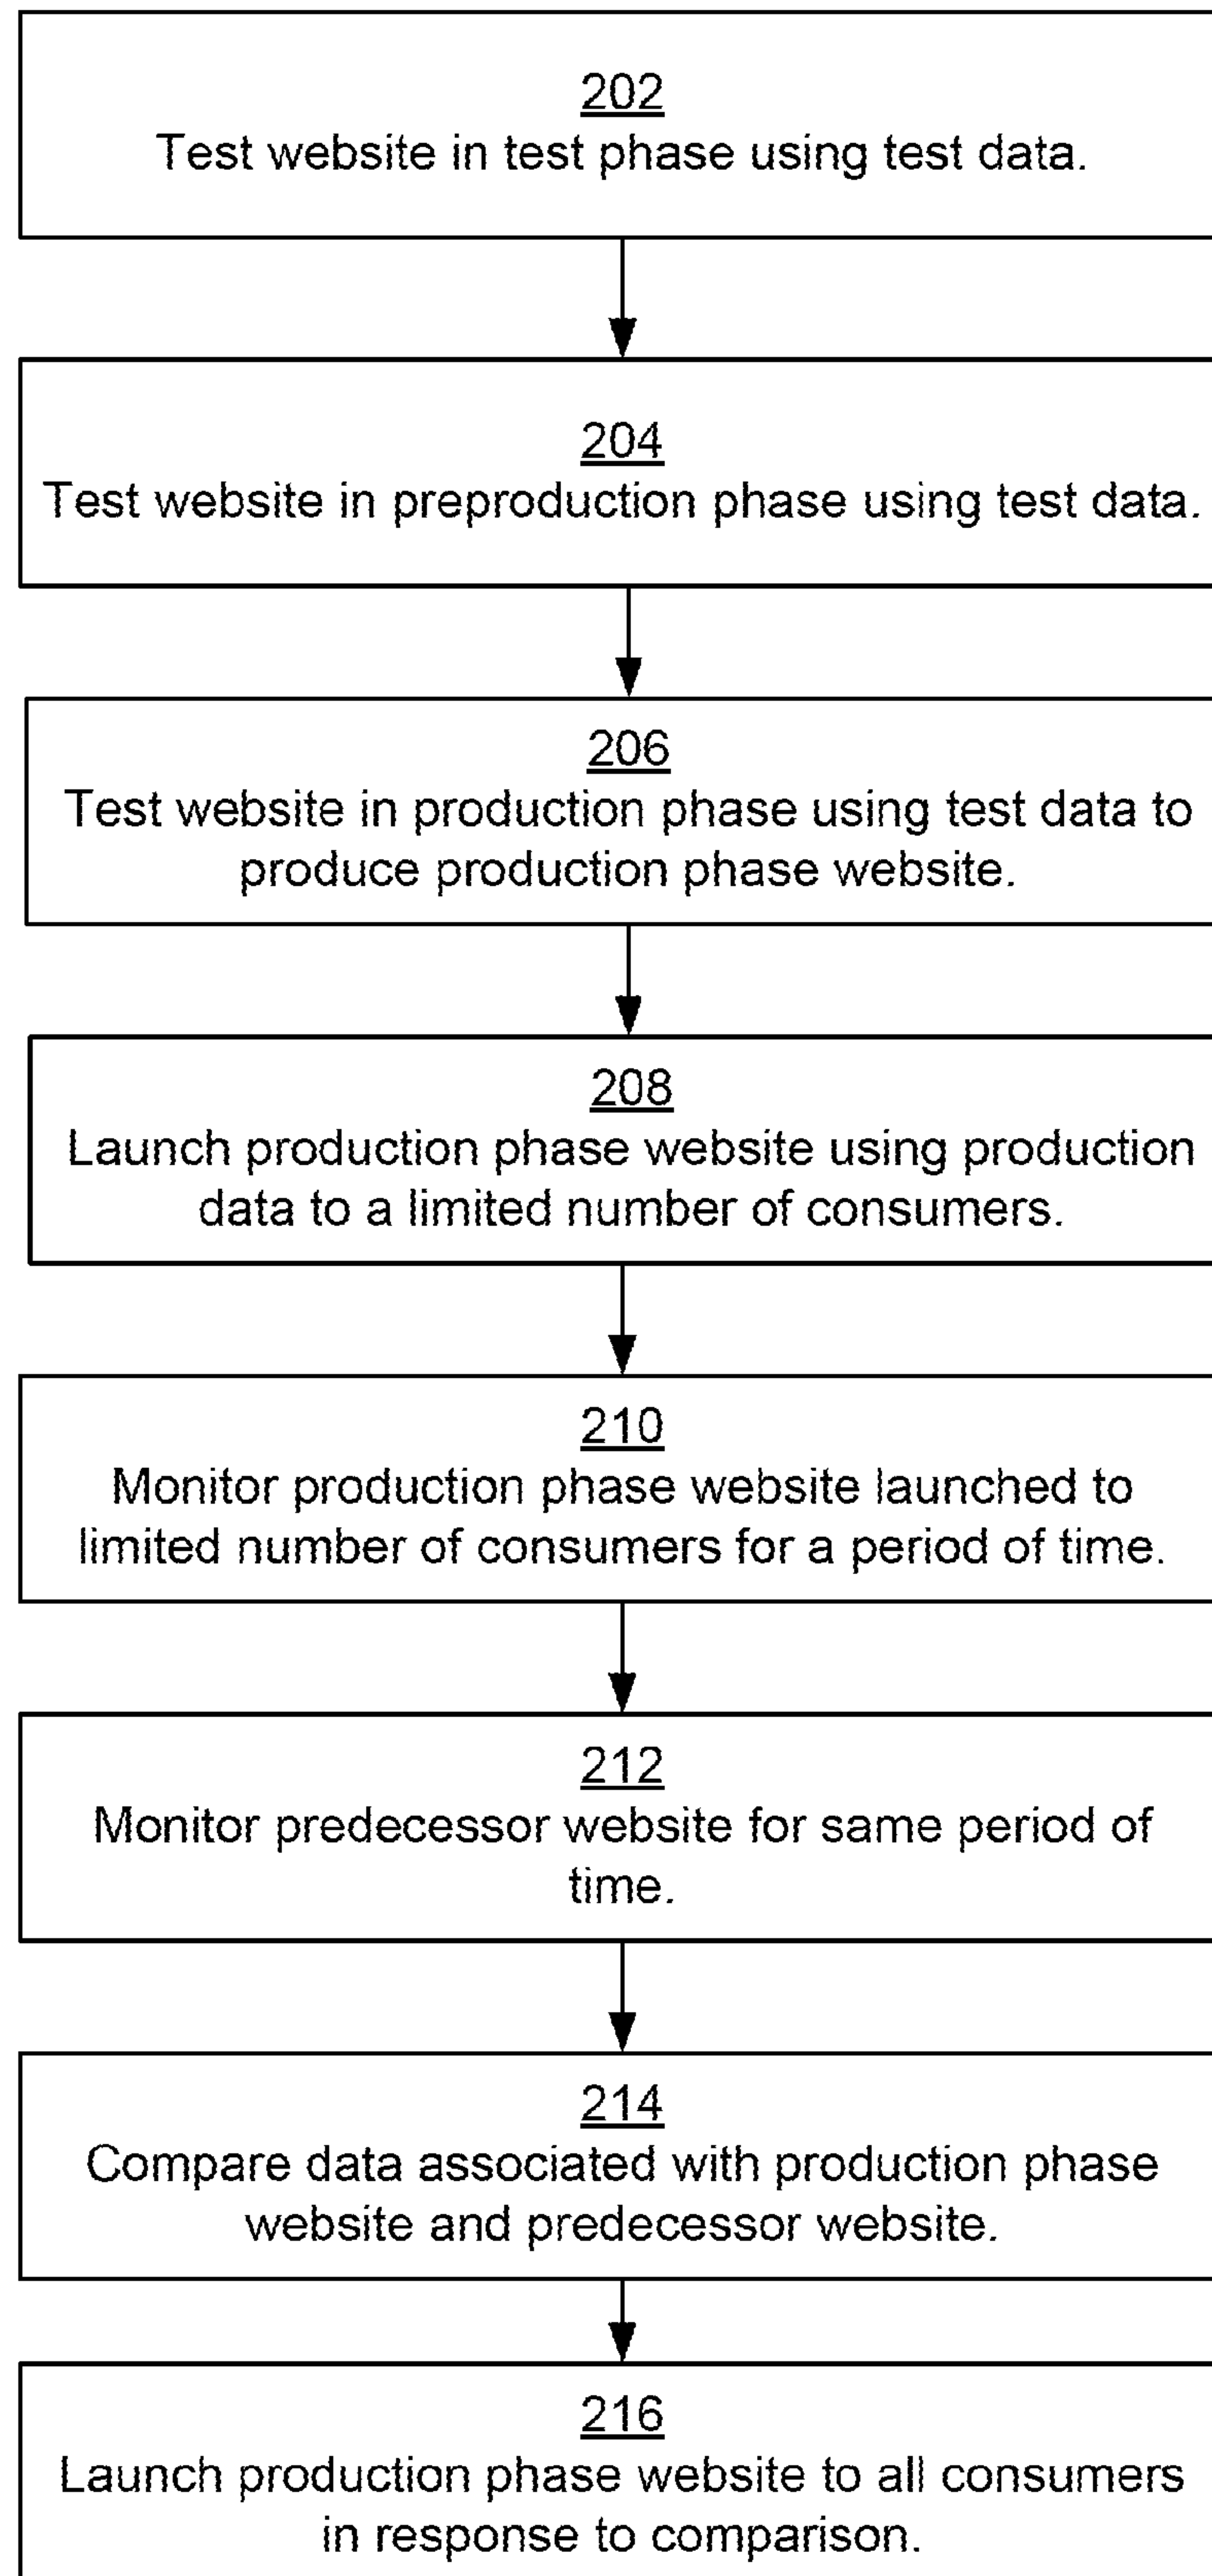 202
Test website in test phase using test data.
204
Test website in preproduction phase using test data.
206
Test website in production phase using test data to
produce production phase website.
208
Launch production phase website using production
data to a limited number of consumers.
210
Monitor production phase website launched to
limited number of consumers for a period of time.
212
Monitor predecessor website for same period of
time.
214
Compare data associated with production phase
website and predecessor website.
216
Launch production phase website to all consumers
in response to comparison.